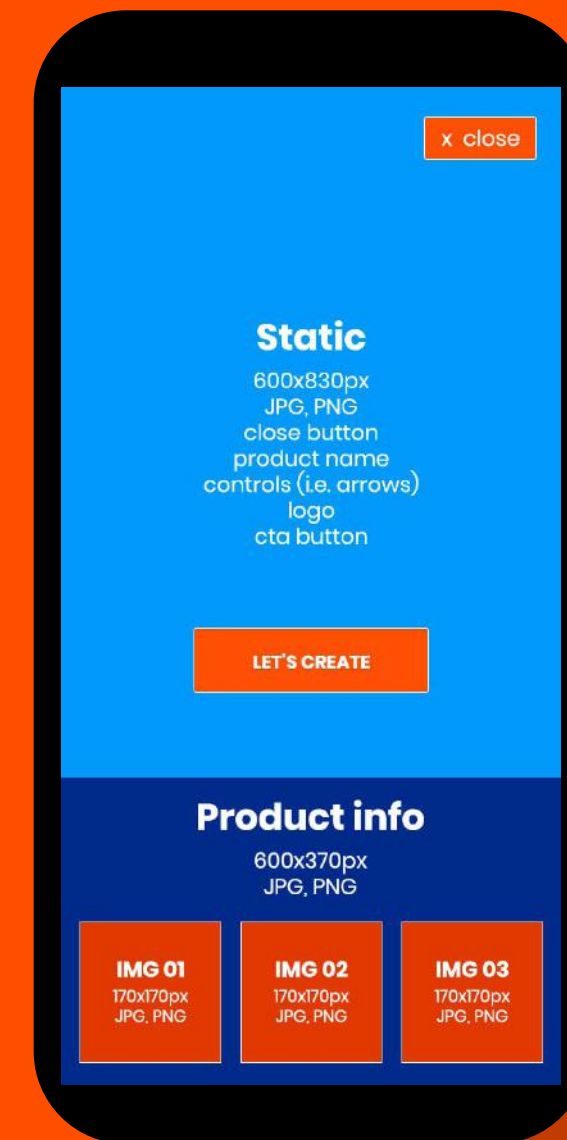 x close
Static
600x830px
JPG, PNG
close button
product name
controls (i.e. arrows)
logo
cta button
LET'S CREATE
Product info
600x370px
JPG, PNG
IMG 01
170x170px
JPG, PNG
IMG 02
170x170px
JPG, PNG
IMG 03
170x170px
JPG, PNG